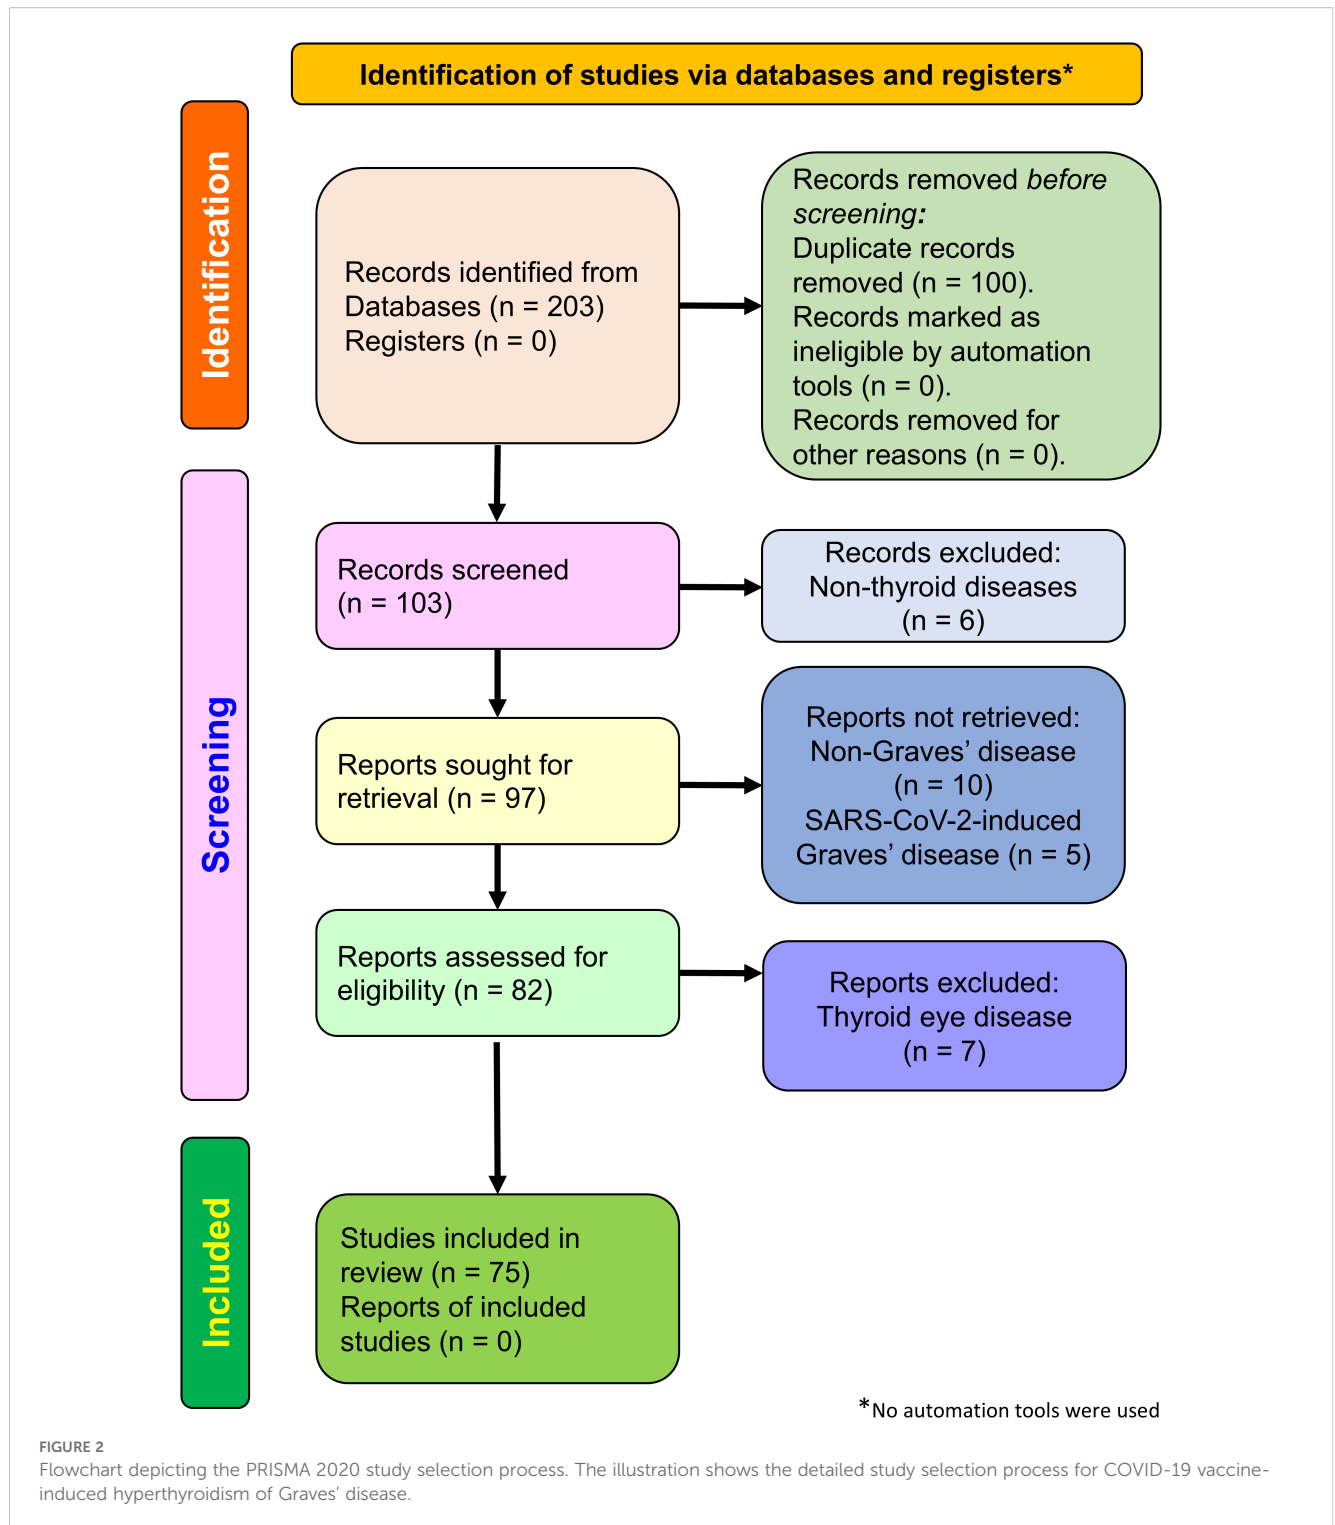 Identification of studies via databases and registers*
Identification
Records identified from
Databases (n = 203)
Registers (n = 0)
Records removed before
screening:
Duplicate records
removed (n = 100).
Records marked as
ineligible by automation
tools (n = 0).
Records removed for
other reasons (n = 0).
Screening
Records screened
(n = 103)
Records excluded:
Non-thyroid diseases
(n = 6)
Reports sought for
retrieval (n = 97)
Reports not retrieved:
Non-Graves’ disease
(n = 10)
SARS-CoV-2-induced
Graves’ disease (n = 5)
Reports assessed for
eligibility (n = 82)
Reports excluded:
Thyroid eye disease
(n = 7)
Included
Studies included in
review (n = 75)
Reports of included
studies (n = 0)
*No automation tools were used
FIGURE 2
Flowchart depicting the PRISMA 2020 study selection process. The illustration shows the detailed study selection process for COVID-19 vaccine-
induced hyperthyroidism of Graves’ disease.